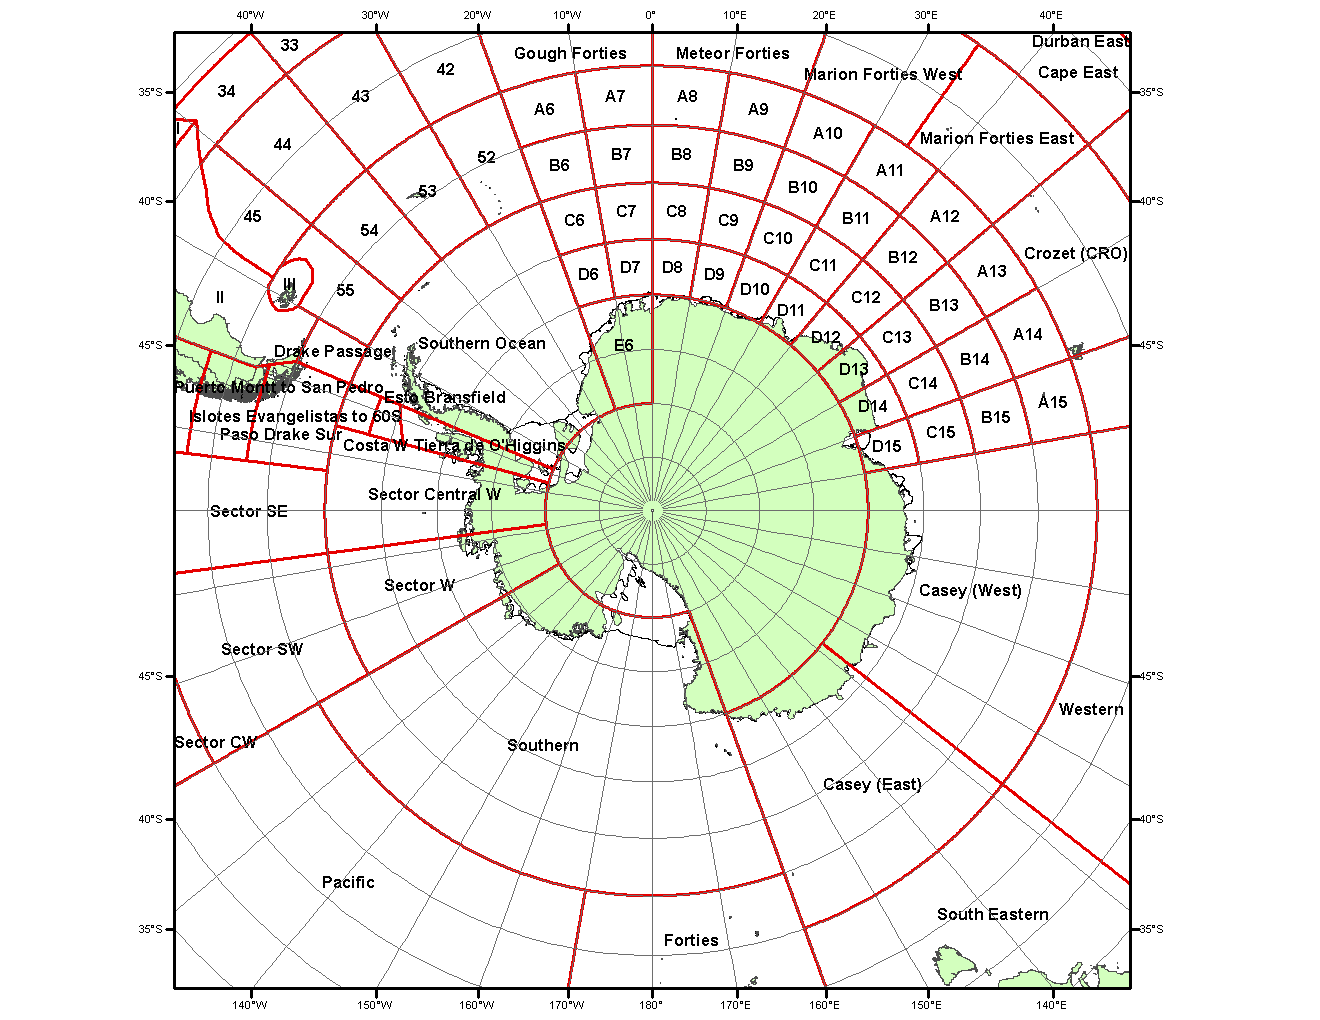 40°W 30°W 20°W 10°W 0° 10°E 20°E 30°E 40°E
33 Gough Forties Meteor Forties Durban East
42 Marion Forties West Cape East
35°S 34 43 A6 A7 A8 A9 35°S
I A10 Marion Forties East
44 52 B6 B7 B8 B9 A11
53 B10
40°S 45 54 C6 C7 C8 C9 B11 A12 40°S
C10 B12 Crozet (CRO)
D6 D7 D8 D9 C11 A13
II III 55 D10 C12 B13
D11
45°S Drake Passage Southern Ocean E6 D12 C13 A14 45°S
Puerto Montt to San Pedro D13 C14 B14
Esto Bransfield
Islotes Evangelistas to 60S D14 B15 A15
Paso Drake Sur C15
Costa W Tierra de O'Higgins D15
Sector Central W
Sector SE
Sector W Casey (West)
Sector SW
45°S 45°S
Western
Sector CW Southern
Casey (East)
40°S 40°S
Pacific
South Eastern
35°S Forties 35°S
140°W 150°W 160°W 170°W 180° 170°E 160°E 150°E 140°E